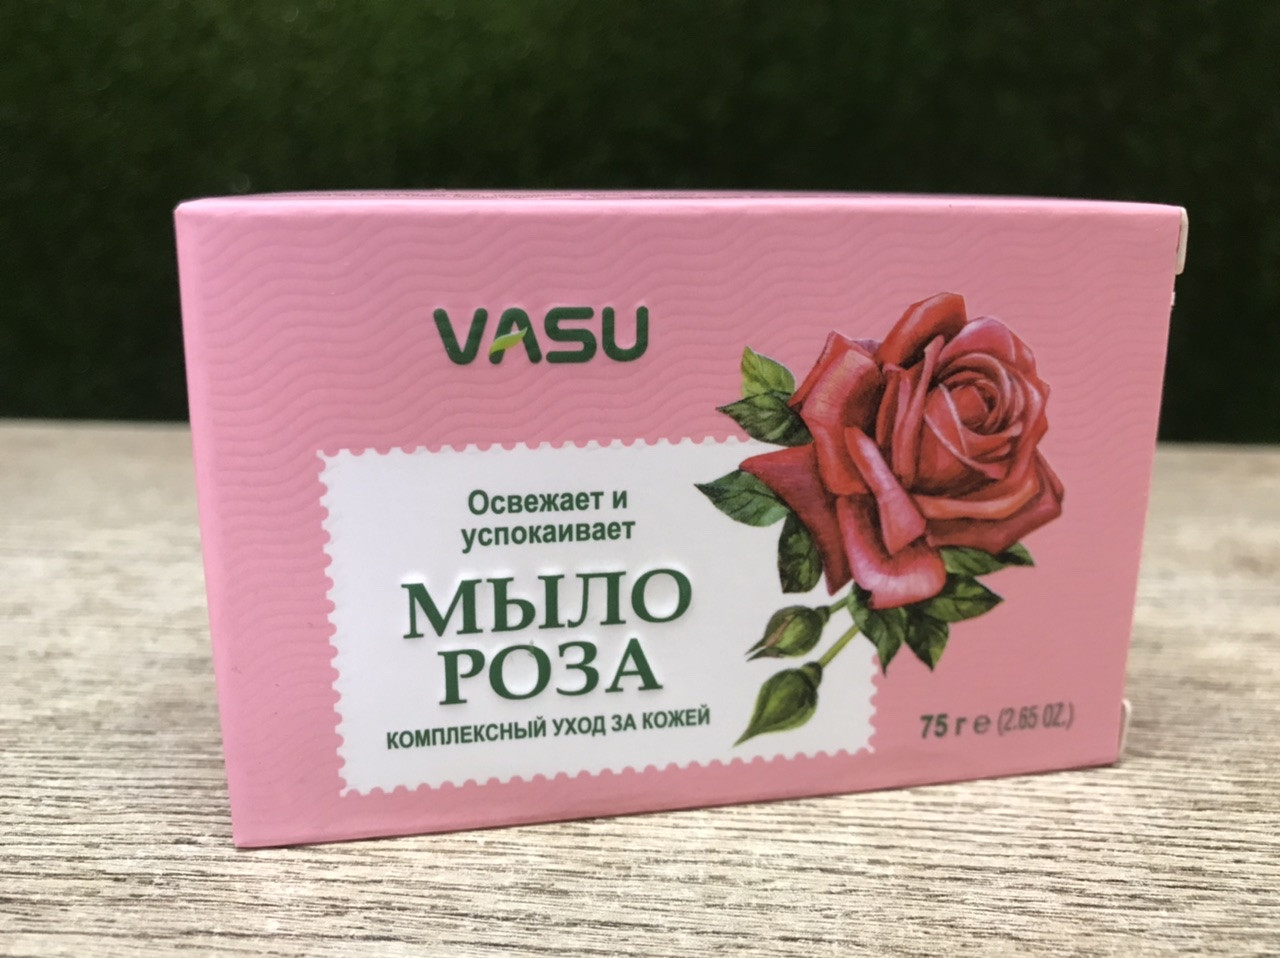 VASU
Освежает и
успокаивает
МЫЛО
РОЗА
КОМПЛЕКСНЫЙ УХОД ЗА КОЖЕЙ
75 г ℮ (2.65 OZ.)